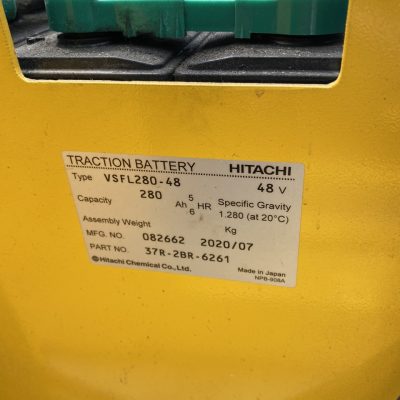 TRACTION BATTERY HITACHI
Type VSFL280-48 48 V
Capacity 280 Ah 5 HR Specific Gravity
6 1.280 (at 20°C)
Assembly Weight Kg
MFG. NO. 082662 2020/07
PART NO. 37R-2BR-6261
Hitachi Chemical Co., Ltd. Made in Japan
NPB-908A